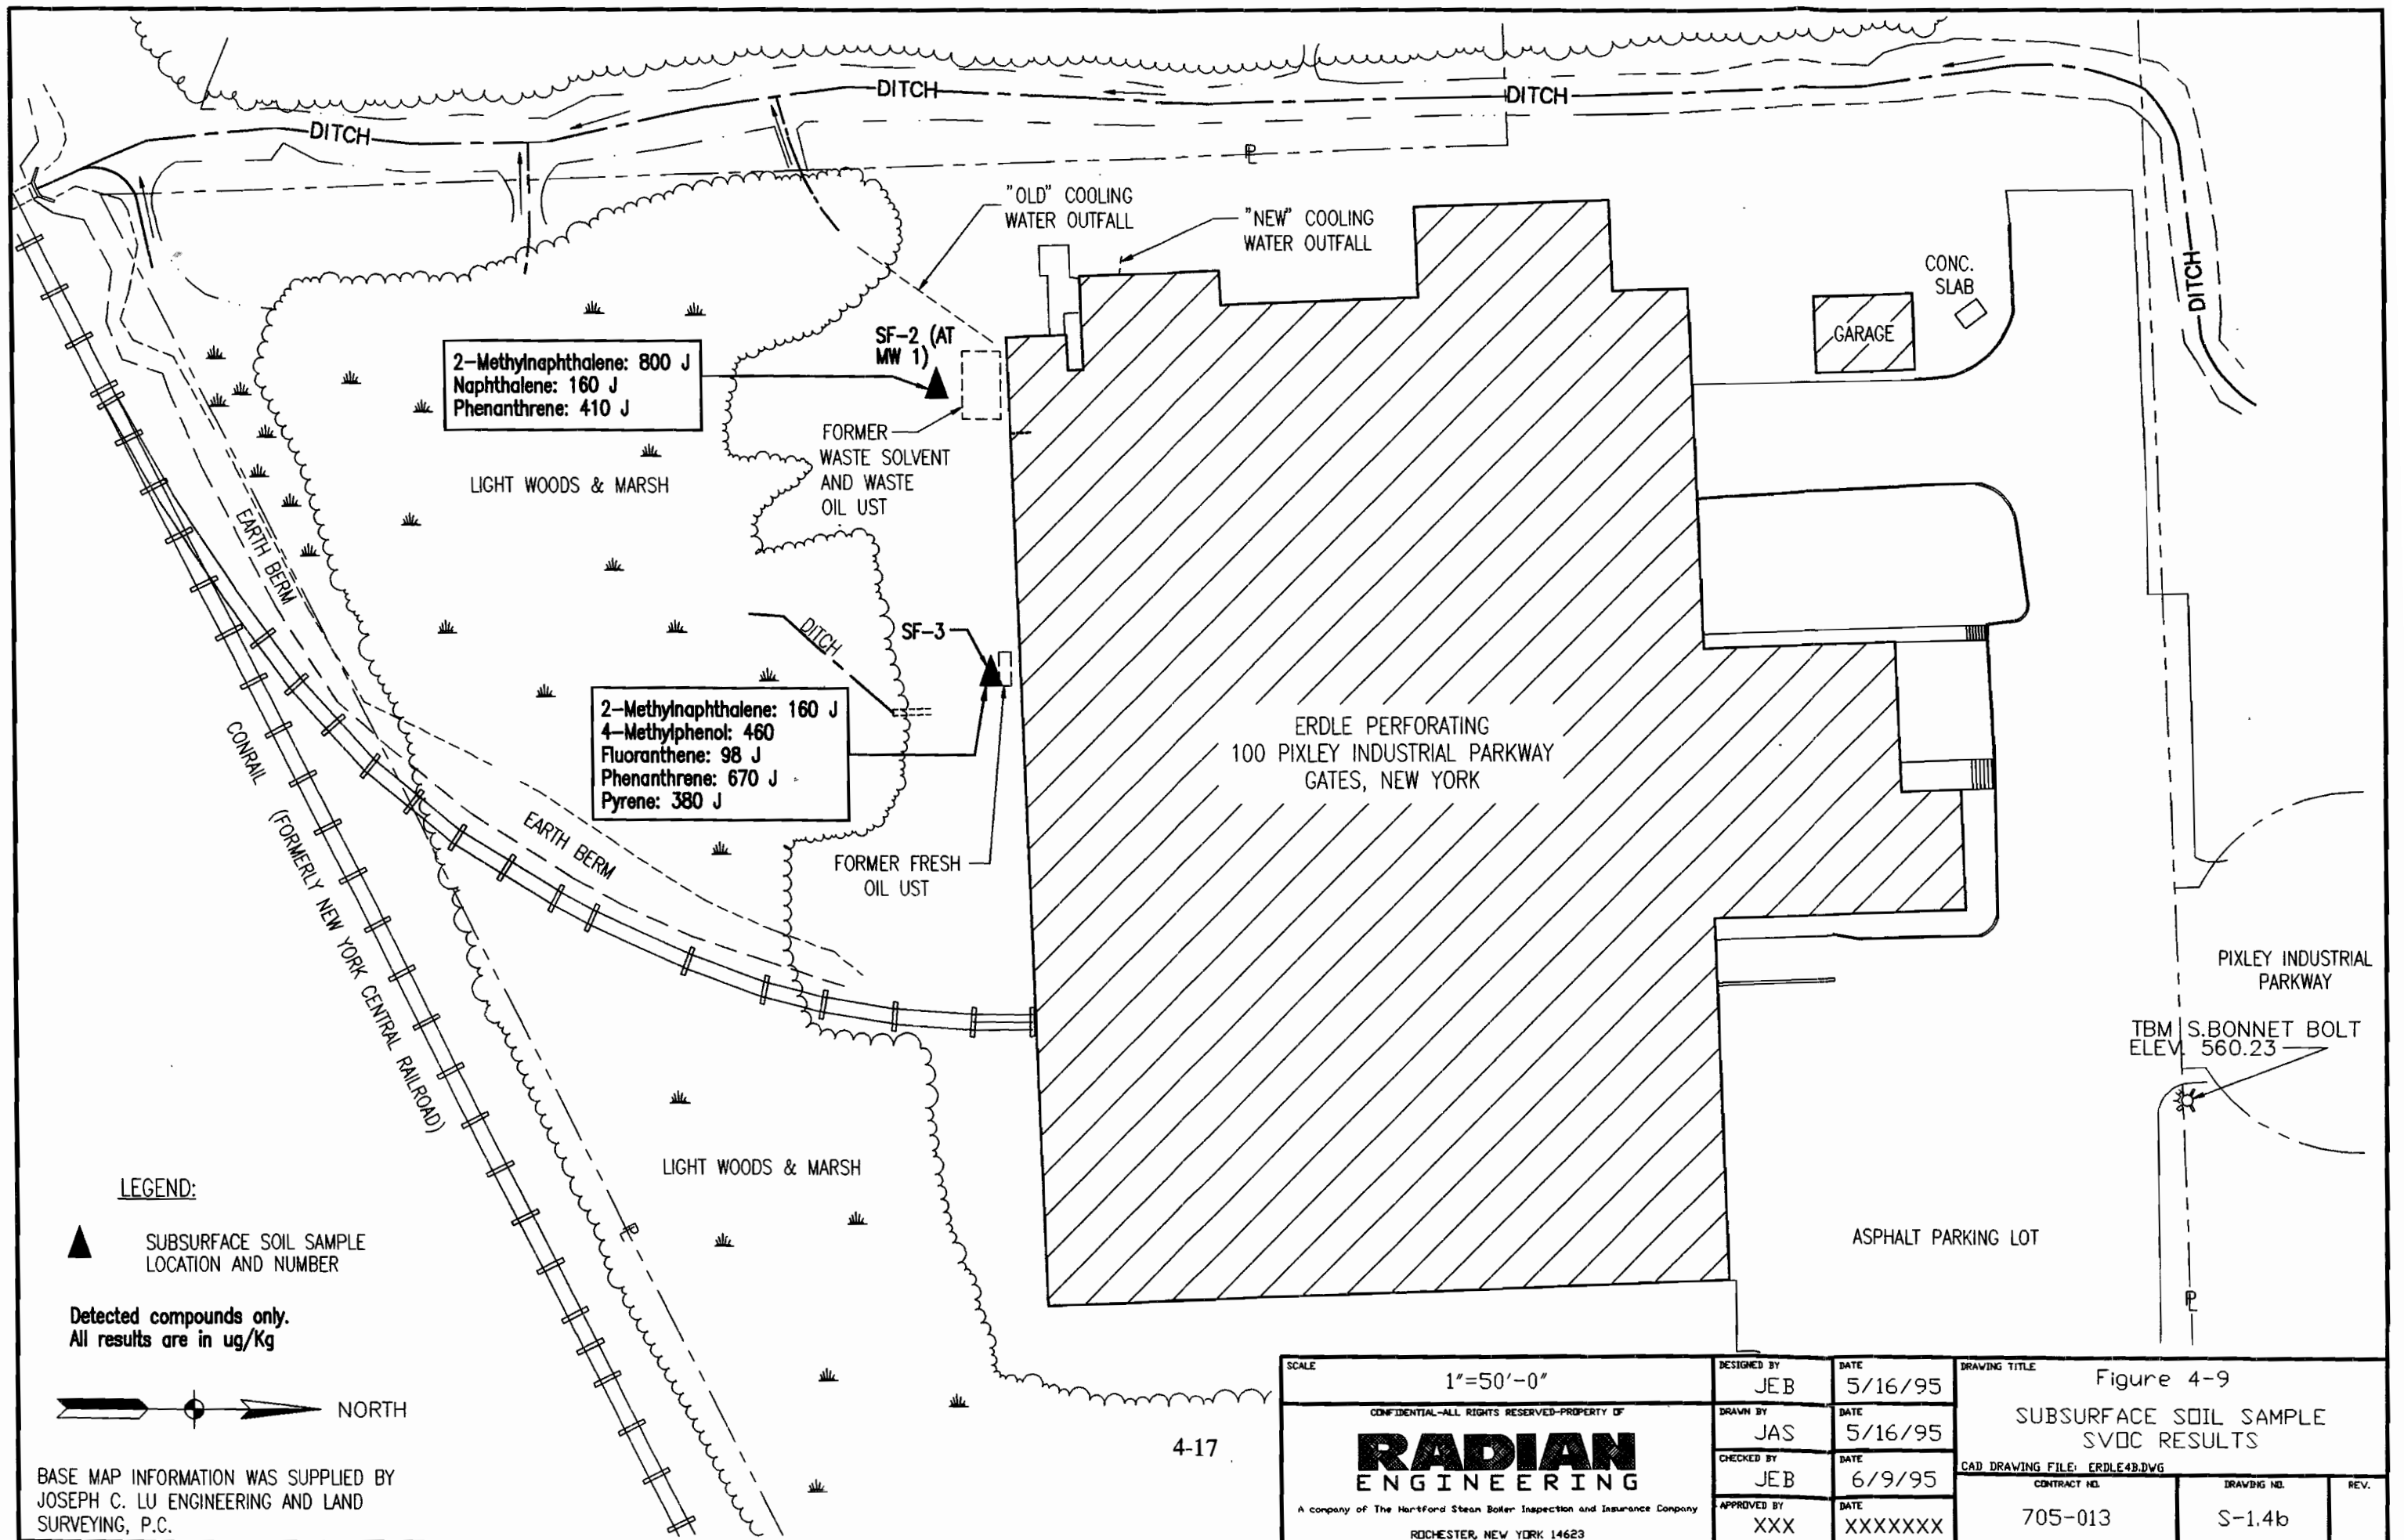 DITCH
DITCH
DITCH
DITCH
PL
"OLD" COOLING
WATER OUTFALL
"NEW" COOLING
WATER OUTFALL
CONC.
SLAB
GARAGE
SF-2 (AT
MW 1)
2-Methylnaphthalene: 800 J
Naphthalene: 160 J
Phenanthrene: 410 J
FORMER
WASTE SOLVENT
AND WASTE
OIL UST
LIGHT WOODS & MARSH
EARTH BERM
DITCH
SF-3
2-Methylnaphthalene: 160 J
4-Methylphenol: 460
Fluoranthene: 98 J
Phenanthrene: 670 J
Pyrene: 380 J
ERDLE PERFORATING
100 PIXLEY INDUSTRIAL PARKWAY
GATES, NEW YORK
EARTH BERM
FORMER FRESH
OIL UST
CONRAIL (FORMERLY NEW YORK CENTRAL RAILROAD)
PIXLEY INDUSTRIAL
PARKWAY
TBM S.BONNET BOLT
ELEV. 560.23
LIGHT WOODS & MARSH
PL
ASPHALT PARKING LOT
PL
LEGEND:
SUBSURFACE SOIL SAMPLE
LOCATION AND NUMBER
Detected compounds only.
All results are in ug/Kg
NORTH
BASE MAP INFORMATION WAS SUPPLIED BY
JOSEPH C. LU ENGINEERING AND LAND
SURVEYING, P.C.
4-17
SCALE
1"=50'-0"
CONFIDENTIAL-ALL RIGHTS RESERVED-PROPERTY OF
RADIAN
ENGINEERING
A company of The Hartford Steam Boiler Inspection and Insurance Company
ROCHESTER, NEW YORK 14623
DESIGNED BY
JEB
DATE
5/16/95
DRAWN BY
JAS
DATE
5/16/95
CHECKED BY
JEB
DATE
6/9/95
APPROVED BY
XXX
DATE
XXXXXXX
DRAWING TITLE
Figure 4-9
SUBSURFACE SOIL SAMPLE
SVOC RESULTS
CAD DRAWING FILE: ERDLE4B.DWG
CONTRACT NO.
705-013
DRAWING NO.
S-1.4b
REV.